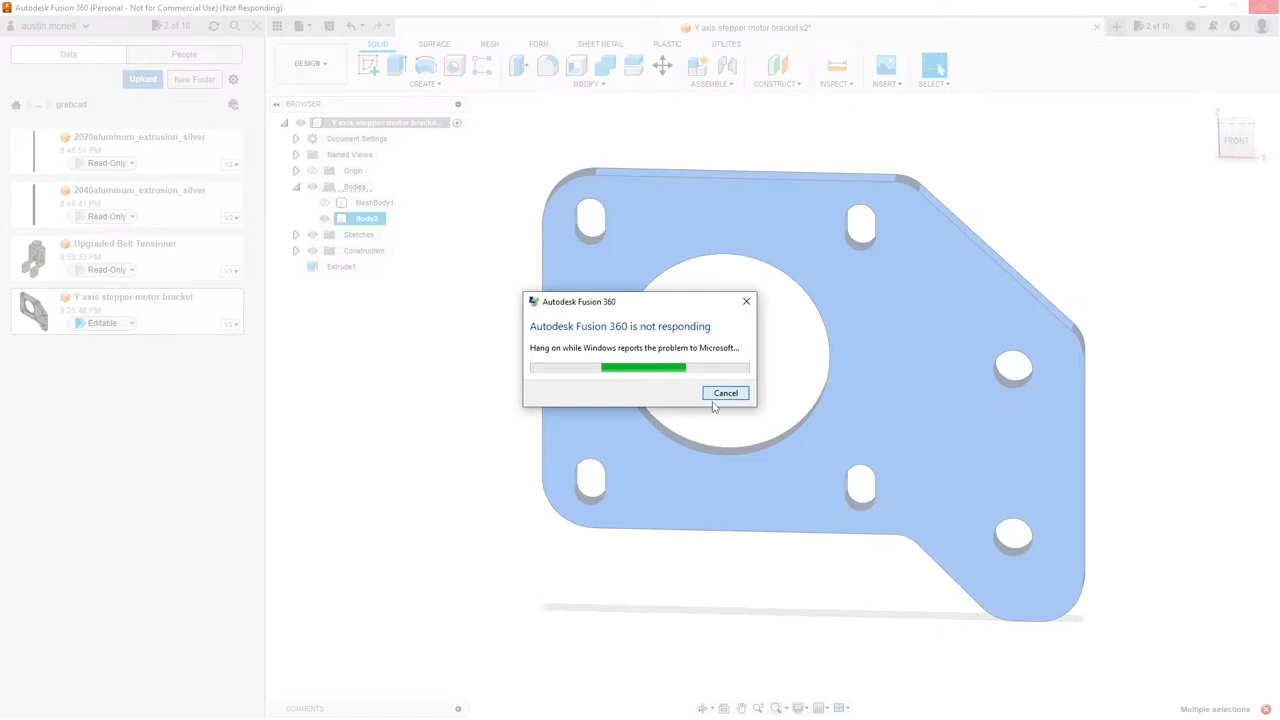 Autodesk Fusion 360 (Personal - Not for Commercial Use) (Not Responding)
austin mcnell
2 of 10
Y axis stepper motor bracket v2*
2 of 10
Data
People
Upload
New Folder
... grabcad
2020aluminum_extrusion_silver
8:48:51 PM
Read-Only
V2
2040aluminum_extrusion_silver
8:48:41 PM
Read-Only
V2
Upgraded Belt Tensioner
8:50:33 PM
Read-Only
V1
Y axis stepper motor bracket
9:25:48 PM
Editable
V2
DESIGN
SOLID
SURFACE
MESH
FORM
SHEET METAL
PLASTIC
UTILITIES
CREATE
MODIFY
ASSEMBLE
CONSTRUCT
INSPECT
INSERT
SELECT
BROWSER
Y axis stepper motor bracke...
Document Settings
Named Views
Origin
Bodies
MeshBody1
Body2
Sketches
Construction
Extrude1
Z
FRONT
X
Autodesk Fusion 360
Autodesk Fusion 360 is not responding
Hang on while Windows reports the problem to Microsoft...
Cancel
COMMENTS
Multiple selections